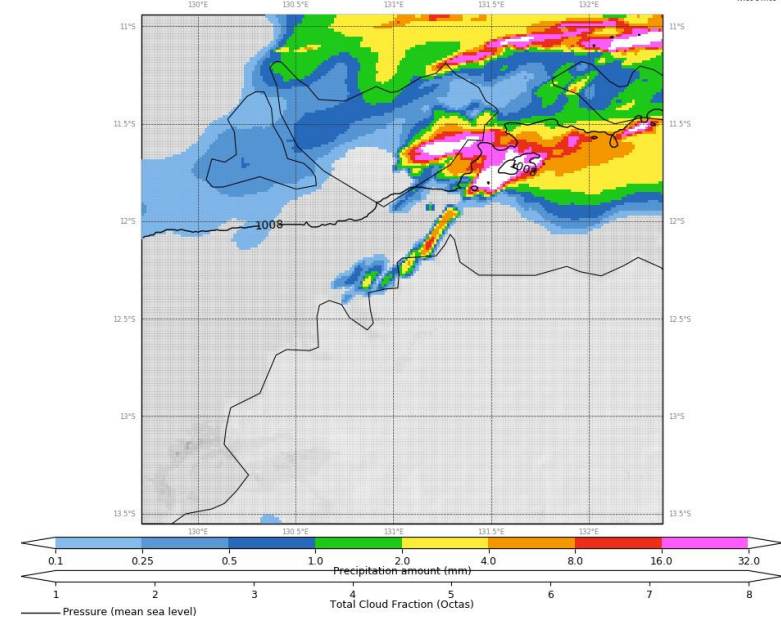 130°E 130.5°E 131°E 131.5°E 132°E
11°S 11°S
11.5°S 11.5°S
1008
1008
12°S 12°S
12.5°S 12.5°S
13°S 13°S
13.5°S 13.5°S
130°E 130.5°E 131°E 131.5°E 132°E
0.1 0.25 0.5 1.0 2.0 4.0 8.0 16.0 32.0
Precipitation amount (mm)
1 2 3 4 5 6 7 8
Total Cloud Fraction (Octas)
Pressure (mean sea level)